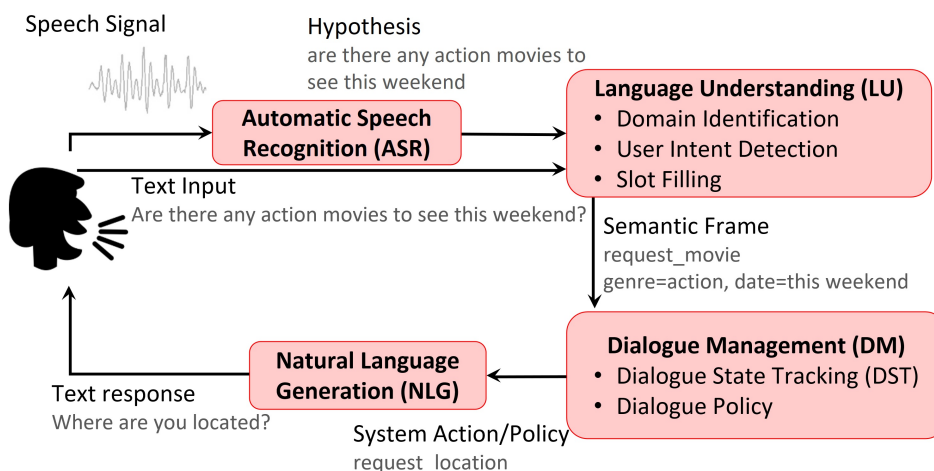 Speech Signal
Hypothesis
are there any action movies to
see this weekend
Automatic Speech
Recognition (ASR)
Language Understanding (LU)
• Domain Identification
• User Intent Detection
• Slot Filling
Text Input
Are there any action movies to see this weekend?
Semantic Frame
request_movie
genre=action, date=this weekend
Dialogue Management (DM)
• Dialogue State Tracking (DST)
• Dialogue Policy
Natural Language
Generation (NLG)
Text response
Where are you located?
System Action/Policy
request_location